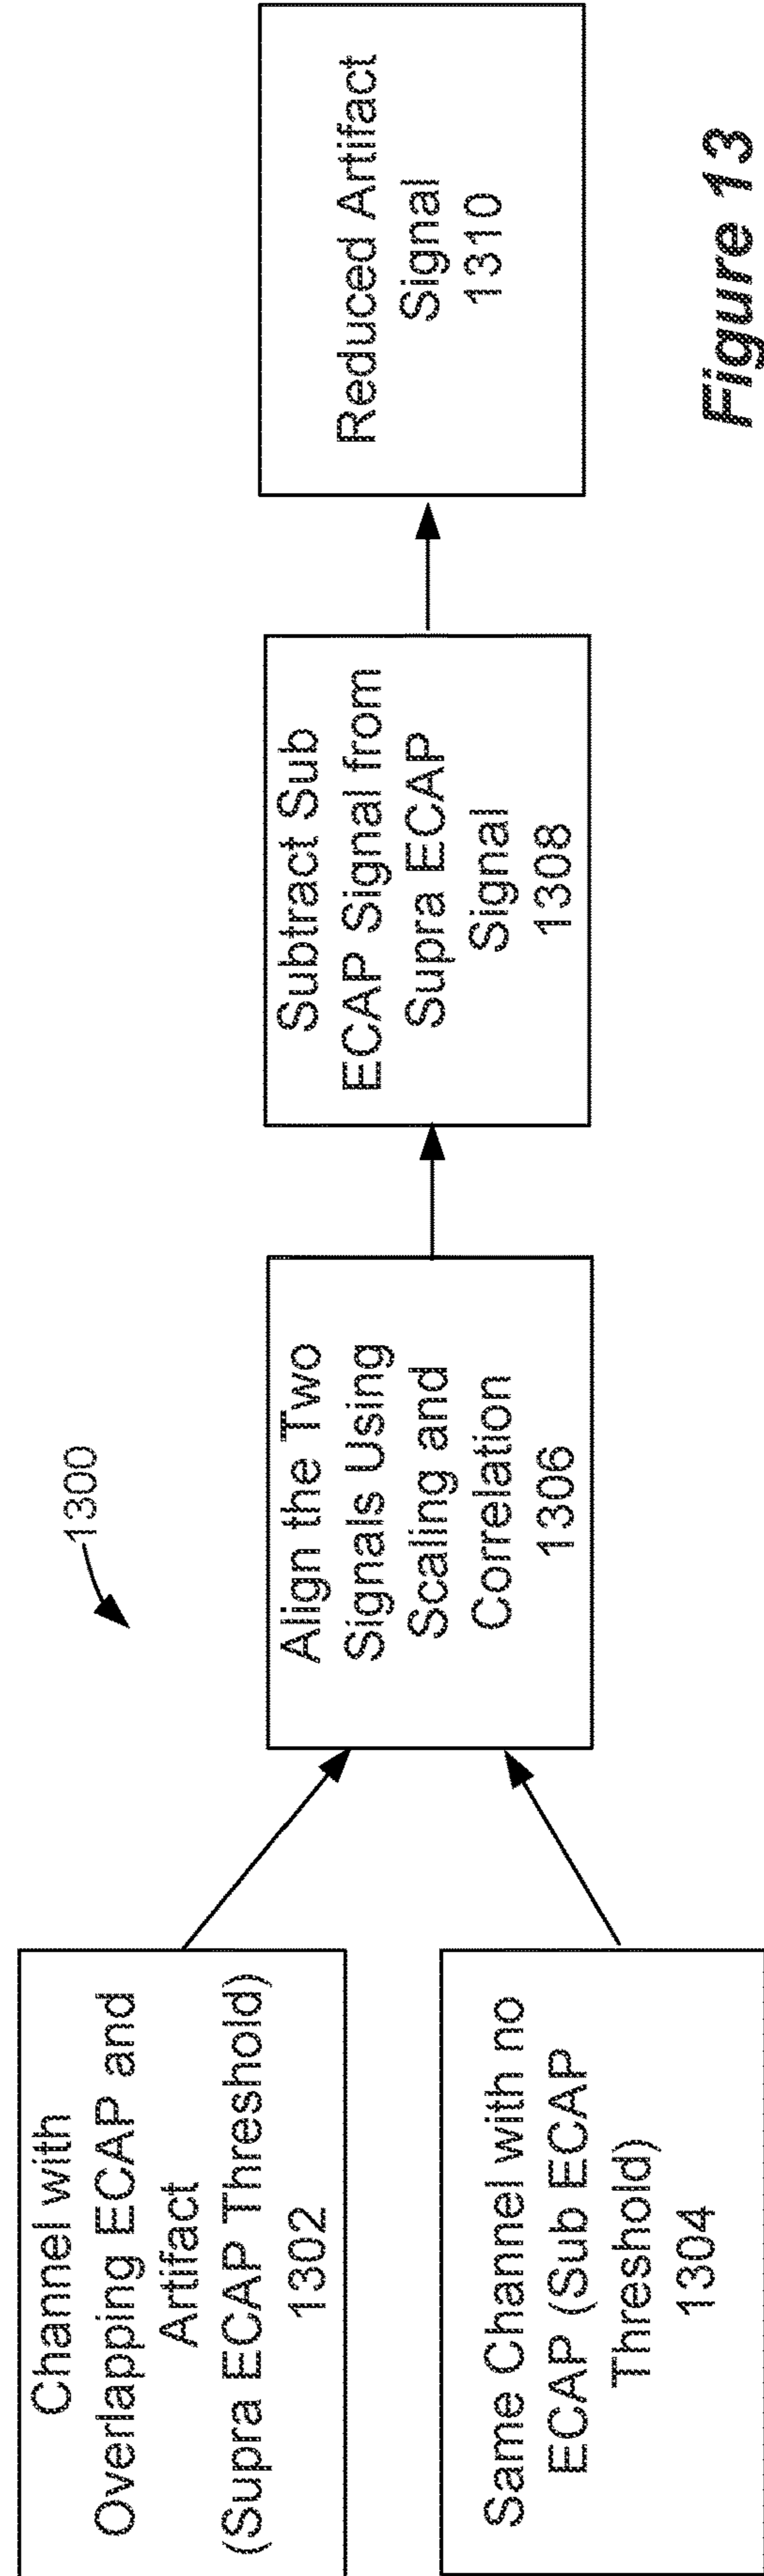 1300
Channel with
Overlapping ECAP and
Artifact
(Supra ECAP Threshold)
1302
Same Channel with no
ECAP (Sub ECAP
Threshold)
1304
Align the Two
Signals Using
Scaling and
Correlation
1306
Subtract Sub
ECAP Signal from
Supra ECAP
Signal
1308
Reduced Artifact
Signal
1310
Figure 13